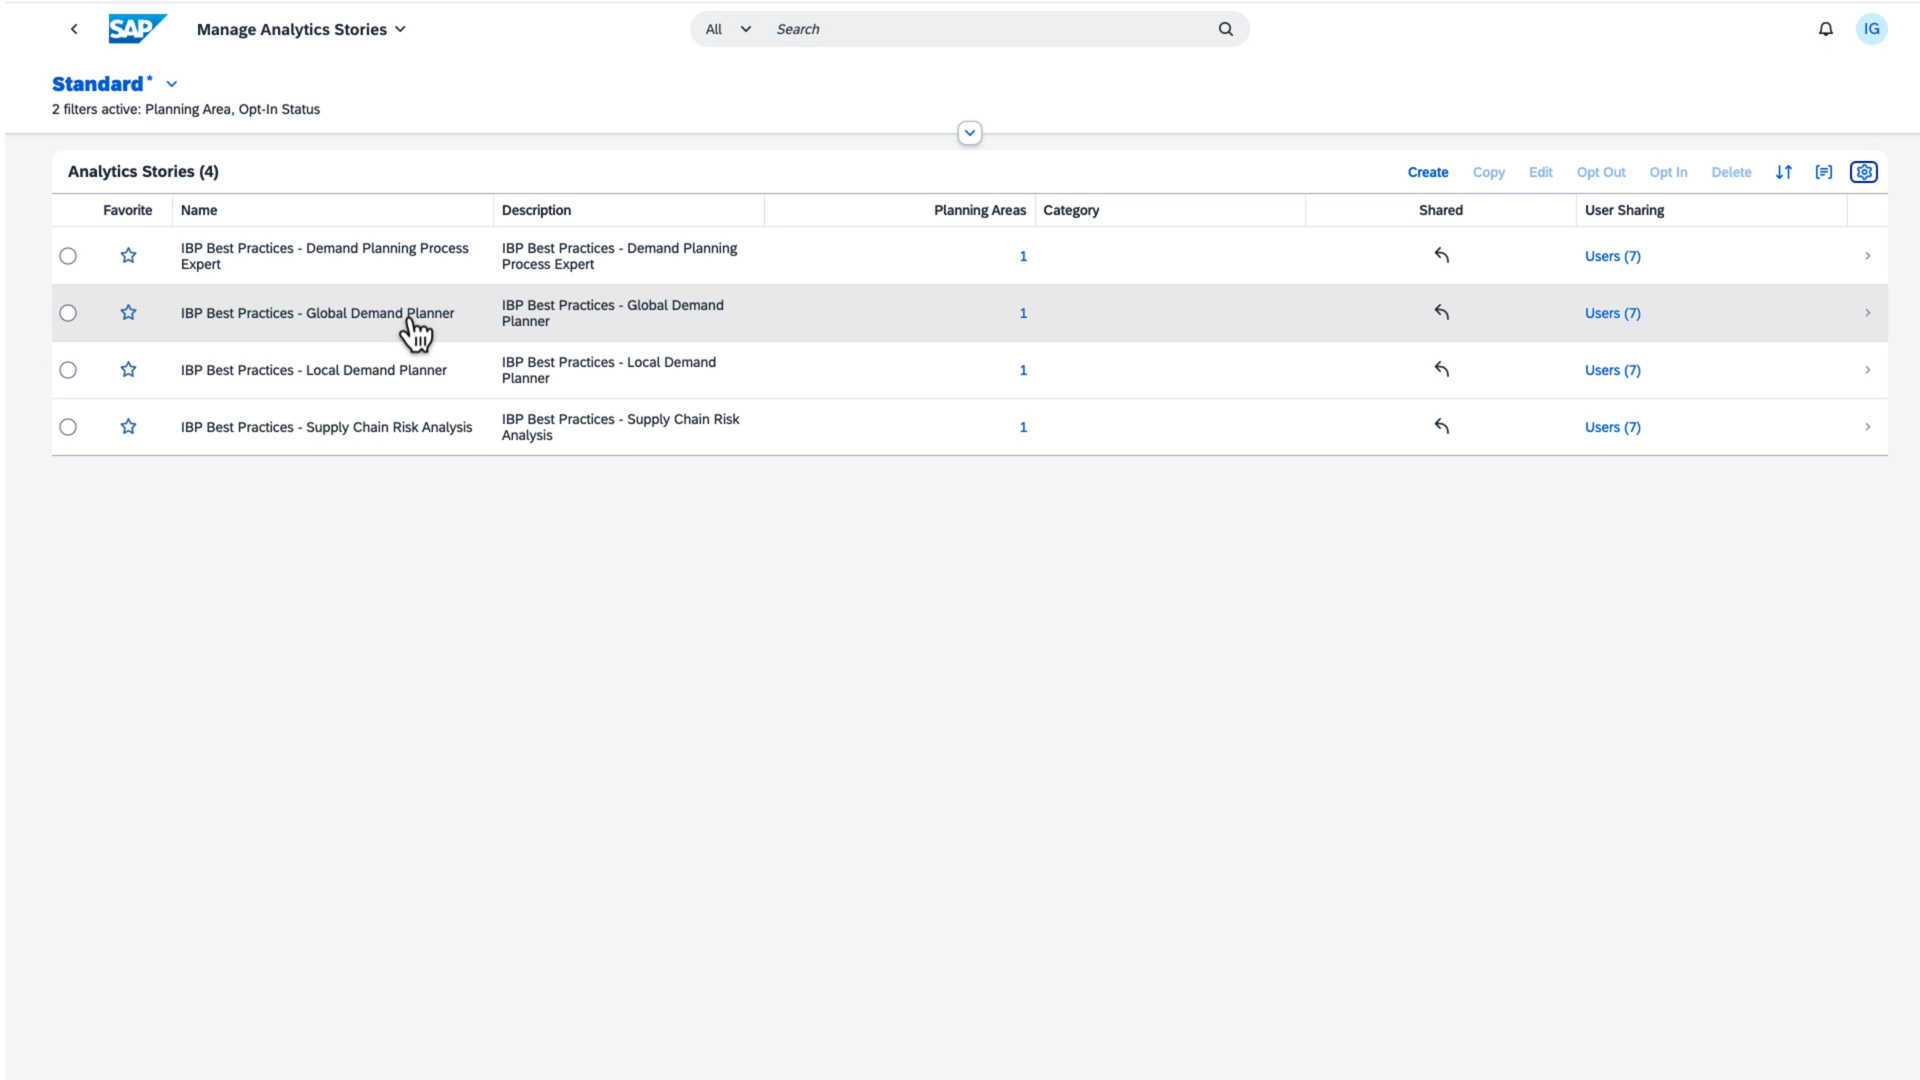 SAP Manage Analytics Stories All Search IG
Standard*
2 filters active: Planning Area, Opt-In Status
Analytics Stories (4) Create Copy Edit Opt Out Opt In Delete
Favorite Name Description Planning Areas Category Shared User Sharing
IBP Best Practices - Demand Planning Process
Expert
IBP Best Practices - Demand Planning
Process Expert
1 Users (7)
IBP Best Practices - Global Demand Planner
IBP Best Practices - Global Demand
Planner
1 Users (7)
IBP Best Practices - Local Demand Planner
IBP Best Practices - Local Demand
Planner
1 Users (7)
IBP Best Practices - Supply Chain Risk Analysis
IBP Best Practices - Supply Chain Risk
Analysis
1 Users (7)